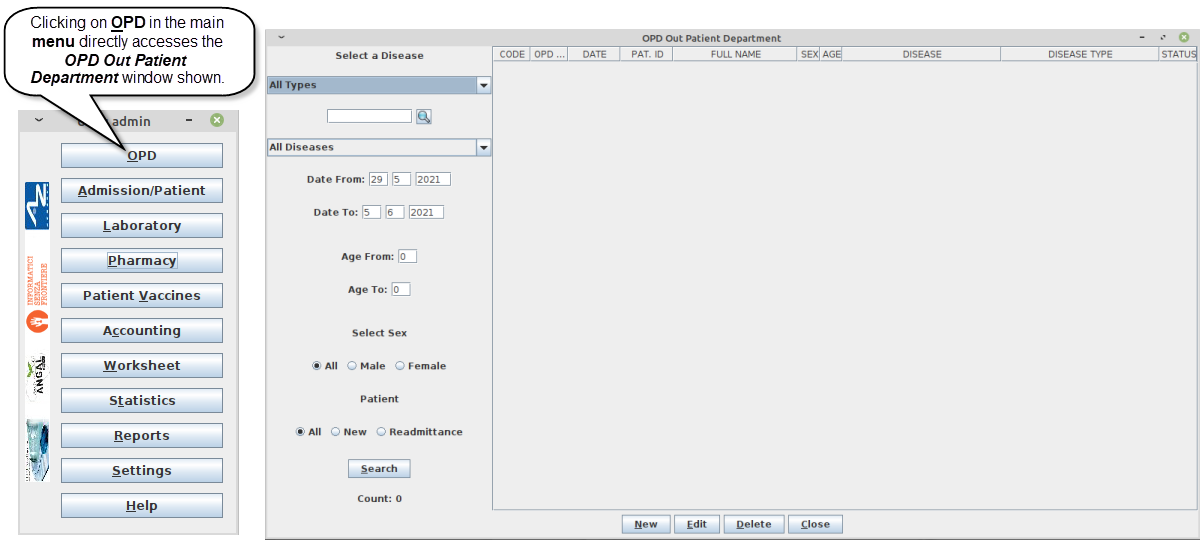 Clicking on OPD in the main
menu directly accesses the
OPD Out Patient
Department window shown.
admin
OPD
Admission/Patient
Laboratory
Pharmacy
Patient Vaccines
Accounting
Worksheet
Statistics
Reports
Settings
Help
INFORMATICI
SENZA
FRONTIERE
ANGAL
OPD Out Patient Department
Select a Disease
All Types
All Diseases
Date From: 29 5 2021
Date To: 5 6 2021
Age From: 0
Age To: 0
Select Sex
All Male Female
Patient
All New Readmittance
Search
Count: 0
CODE OPD ... DATE PAT. ID FULL NAME SEX AGE DISEASE DISEASE TYPE STATUS
New Edit Delete Close